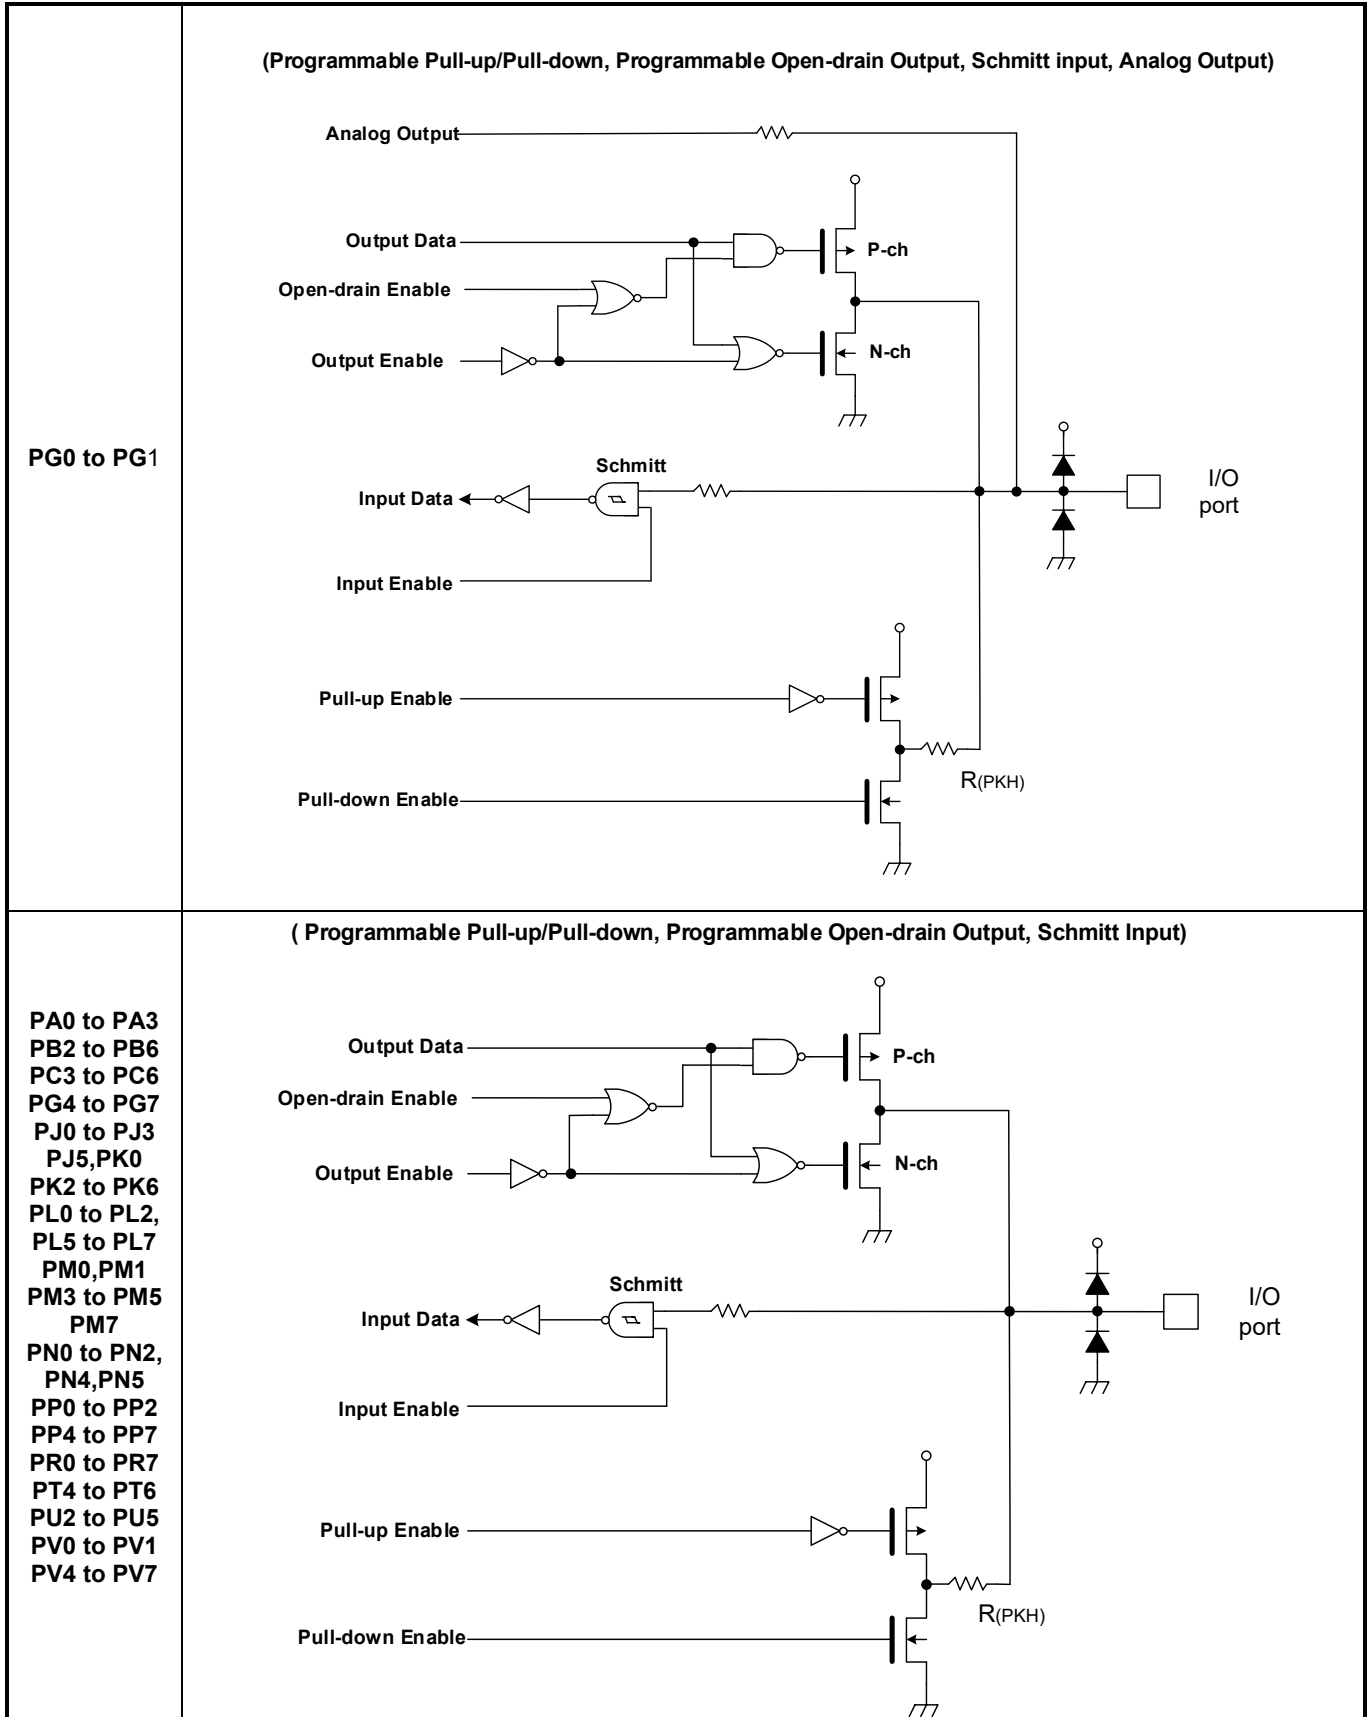 (Programmable Pull-up/Pull-down, Programmable Open-drain Output, Schmitt input, Analog Output)
PG0 to PG1
Analog Output
Output Data
P-ch
Open-drain Enable
Output Enable
N-ch
Schmitt
Input Data
I/O
port
Input Enable
Pull-up Enable
R(PKH)
Pull-down Enable
( Programmable Pull-up/Pull-down, Programmable Open-drain Output, Schmitt Input)
PA0 to PA3
PB2 to PB6
PC3 to PC6
PG4 to PG7
PJ0 to PJ3
PJ5,PK0
PK2 to PK6
PL0 to PL2,
PL5 to PL7
PM0,PM1
PM3 to PM5
PM7
PN0 to PN2,
PN4,PN5
PP0 to PP2
PP4 to PP7
PR0 to PR7
PT4 to PT6
PU2 to PU5
PV0 to PV1
PV4 to PV7
Output Data
P-ch
Open-drain Enable
Output Enable
N-ch
Schmitt
Input Data
I/O
port
Input Enable
Pull-up Enable
R(PKH)
Pull-down Enable